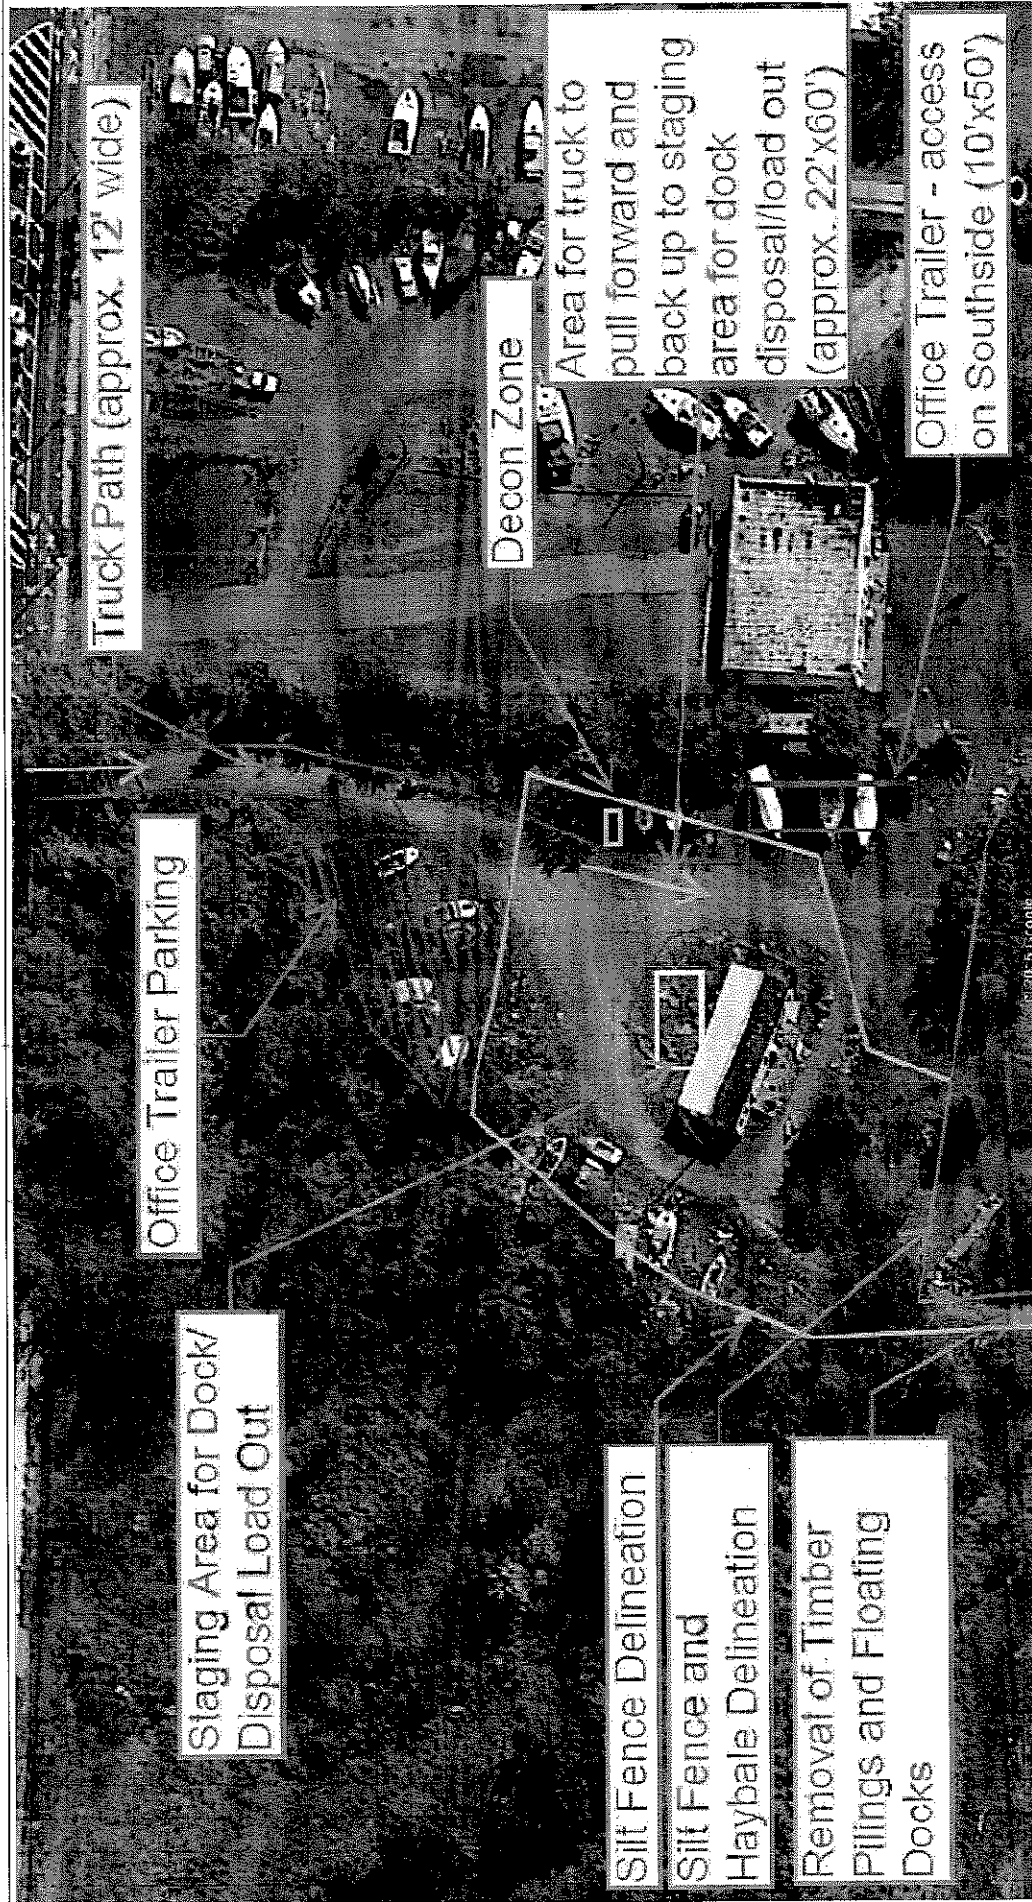 Truck Path (approx. 12' wide)
Office Trailer Parking
Staging Area for Dock/
Disposal Load Out
Decon Zone
Area for truck to
pull forward and
back up to staging
area for dock
disposal/load out
(approx. 22'x60')
Office Trailer - access
on Southside (10'x50')
Silt Fence Delineation
Silt Fence and
Haybale Delineation
Removal of Timber
Pilings and Floating
Docks